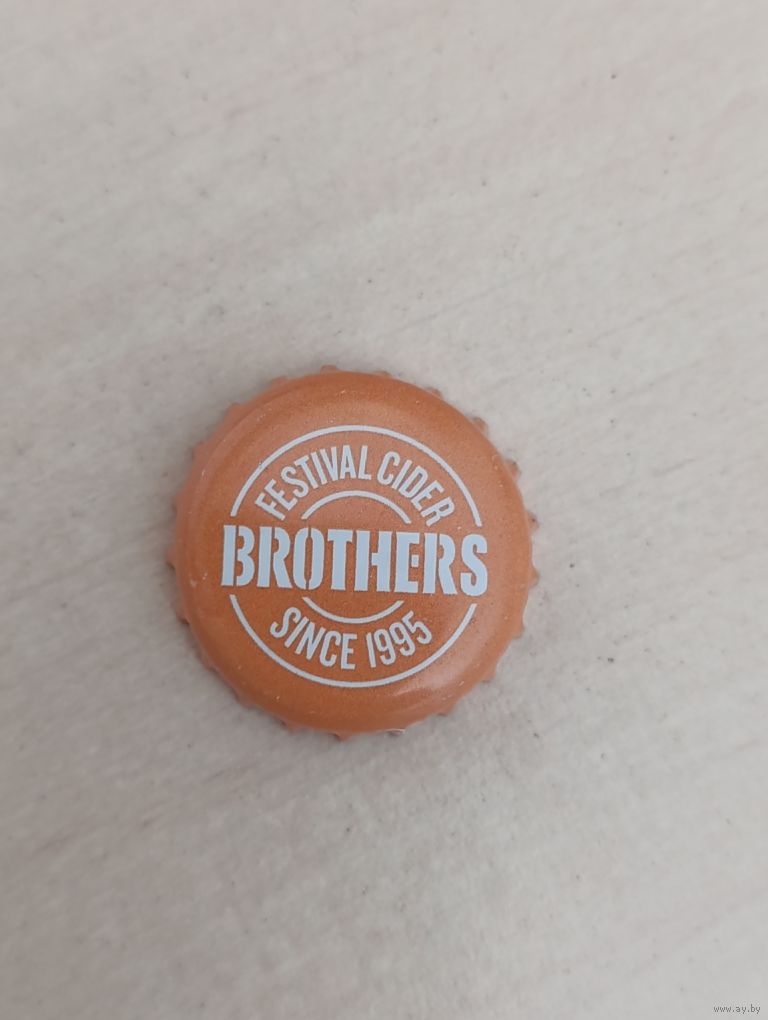 FESTIVAL CIDER
BROTHERS
SINCE 1995
www.ay.by